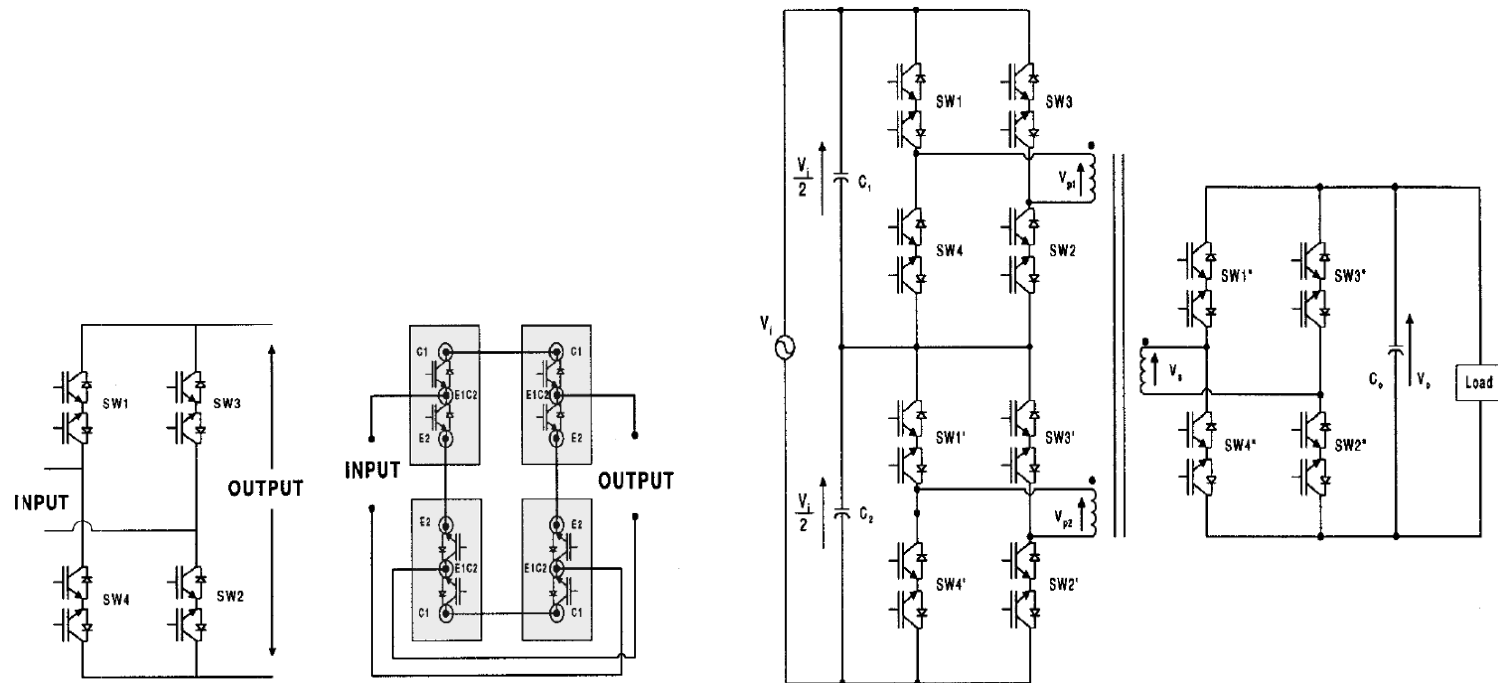 SW1
SW3
INPUT
OUTPUT
SW4
SW2
C1
C1
E1C2
E1C2
E2
E2
INPUT
OUTPUT
E2
E2
E1C2
E1C2
C1
C1
SW1
SW3
Vi/2
C1
Vp1
SW4
SW2
Vi
SW1'
SW3'
Vi/2
C2
Vp2
SW4'
SW2'
SW1"
SW3"
Vs
Co
Vo
Load
SW4"
SW2"